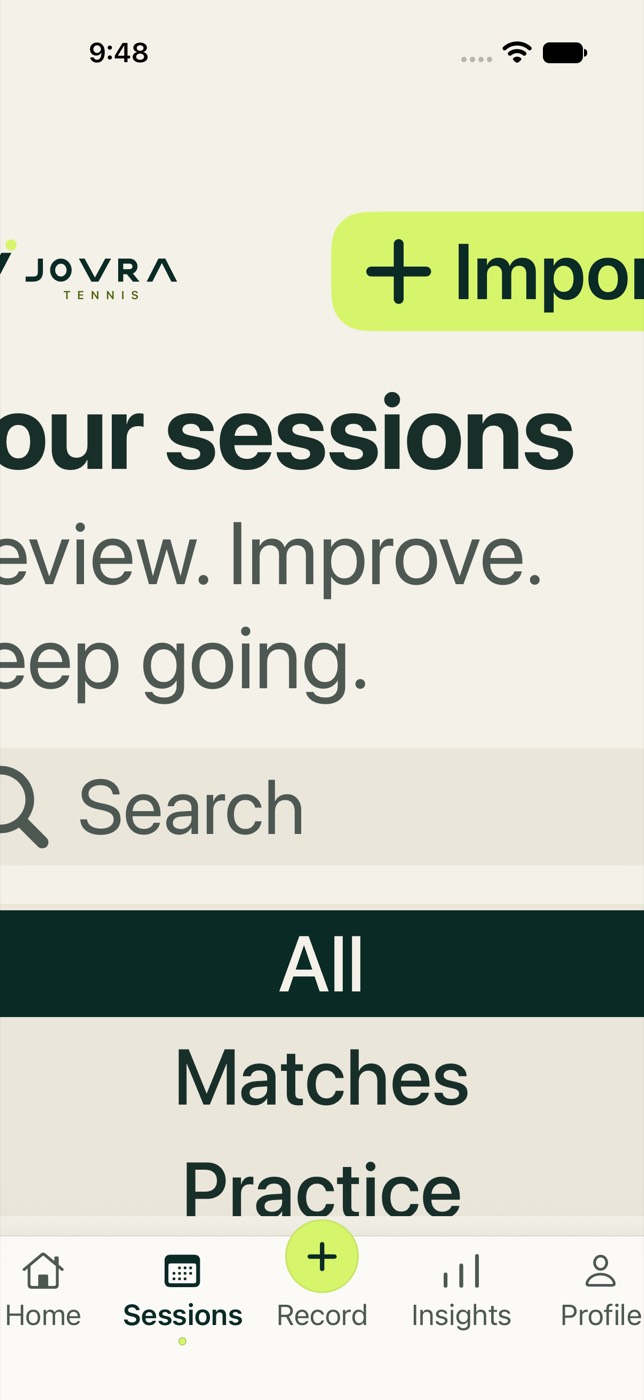 9:48
JOVRA
TENNIS
+ Impor
our sessions
eview. Improve.
eep going.
Search
All
Matches
Practice
Home
Sessions
Record
Insights
Profile